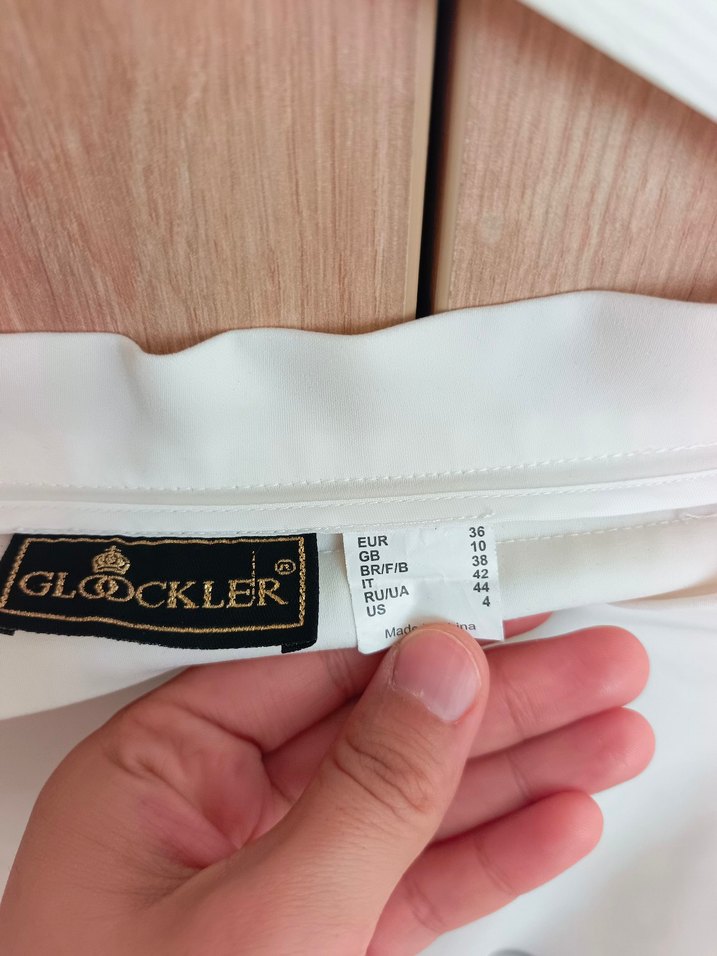 GLOOCKLER ®
EUR 36
GB 10
BR/F/B 38
IT 42
RU/UA 44
US 4
Made